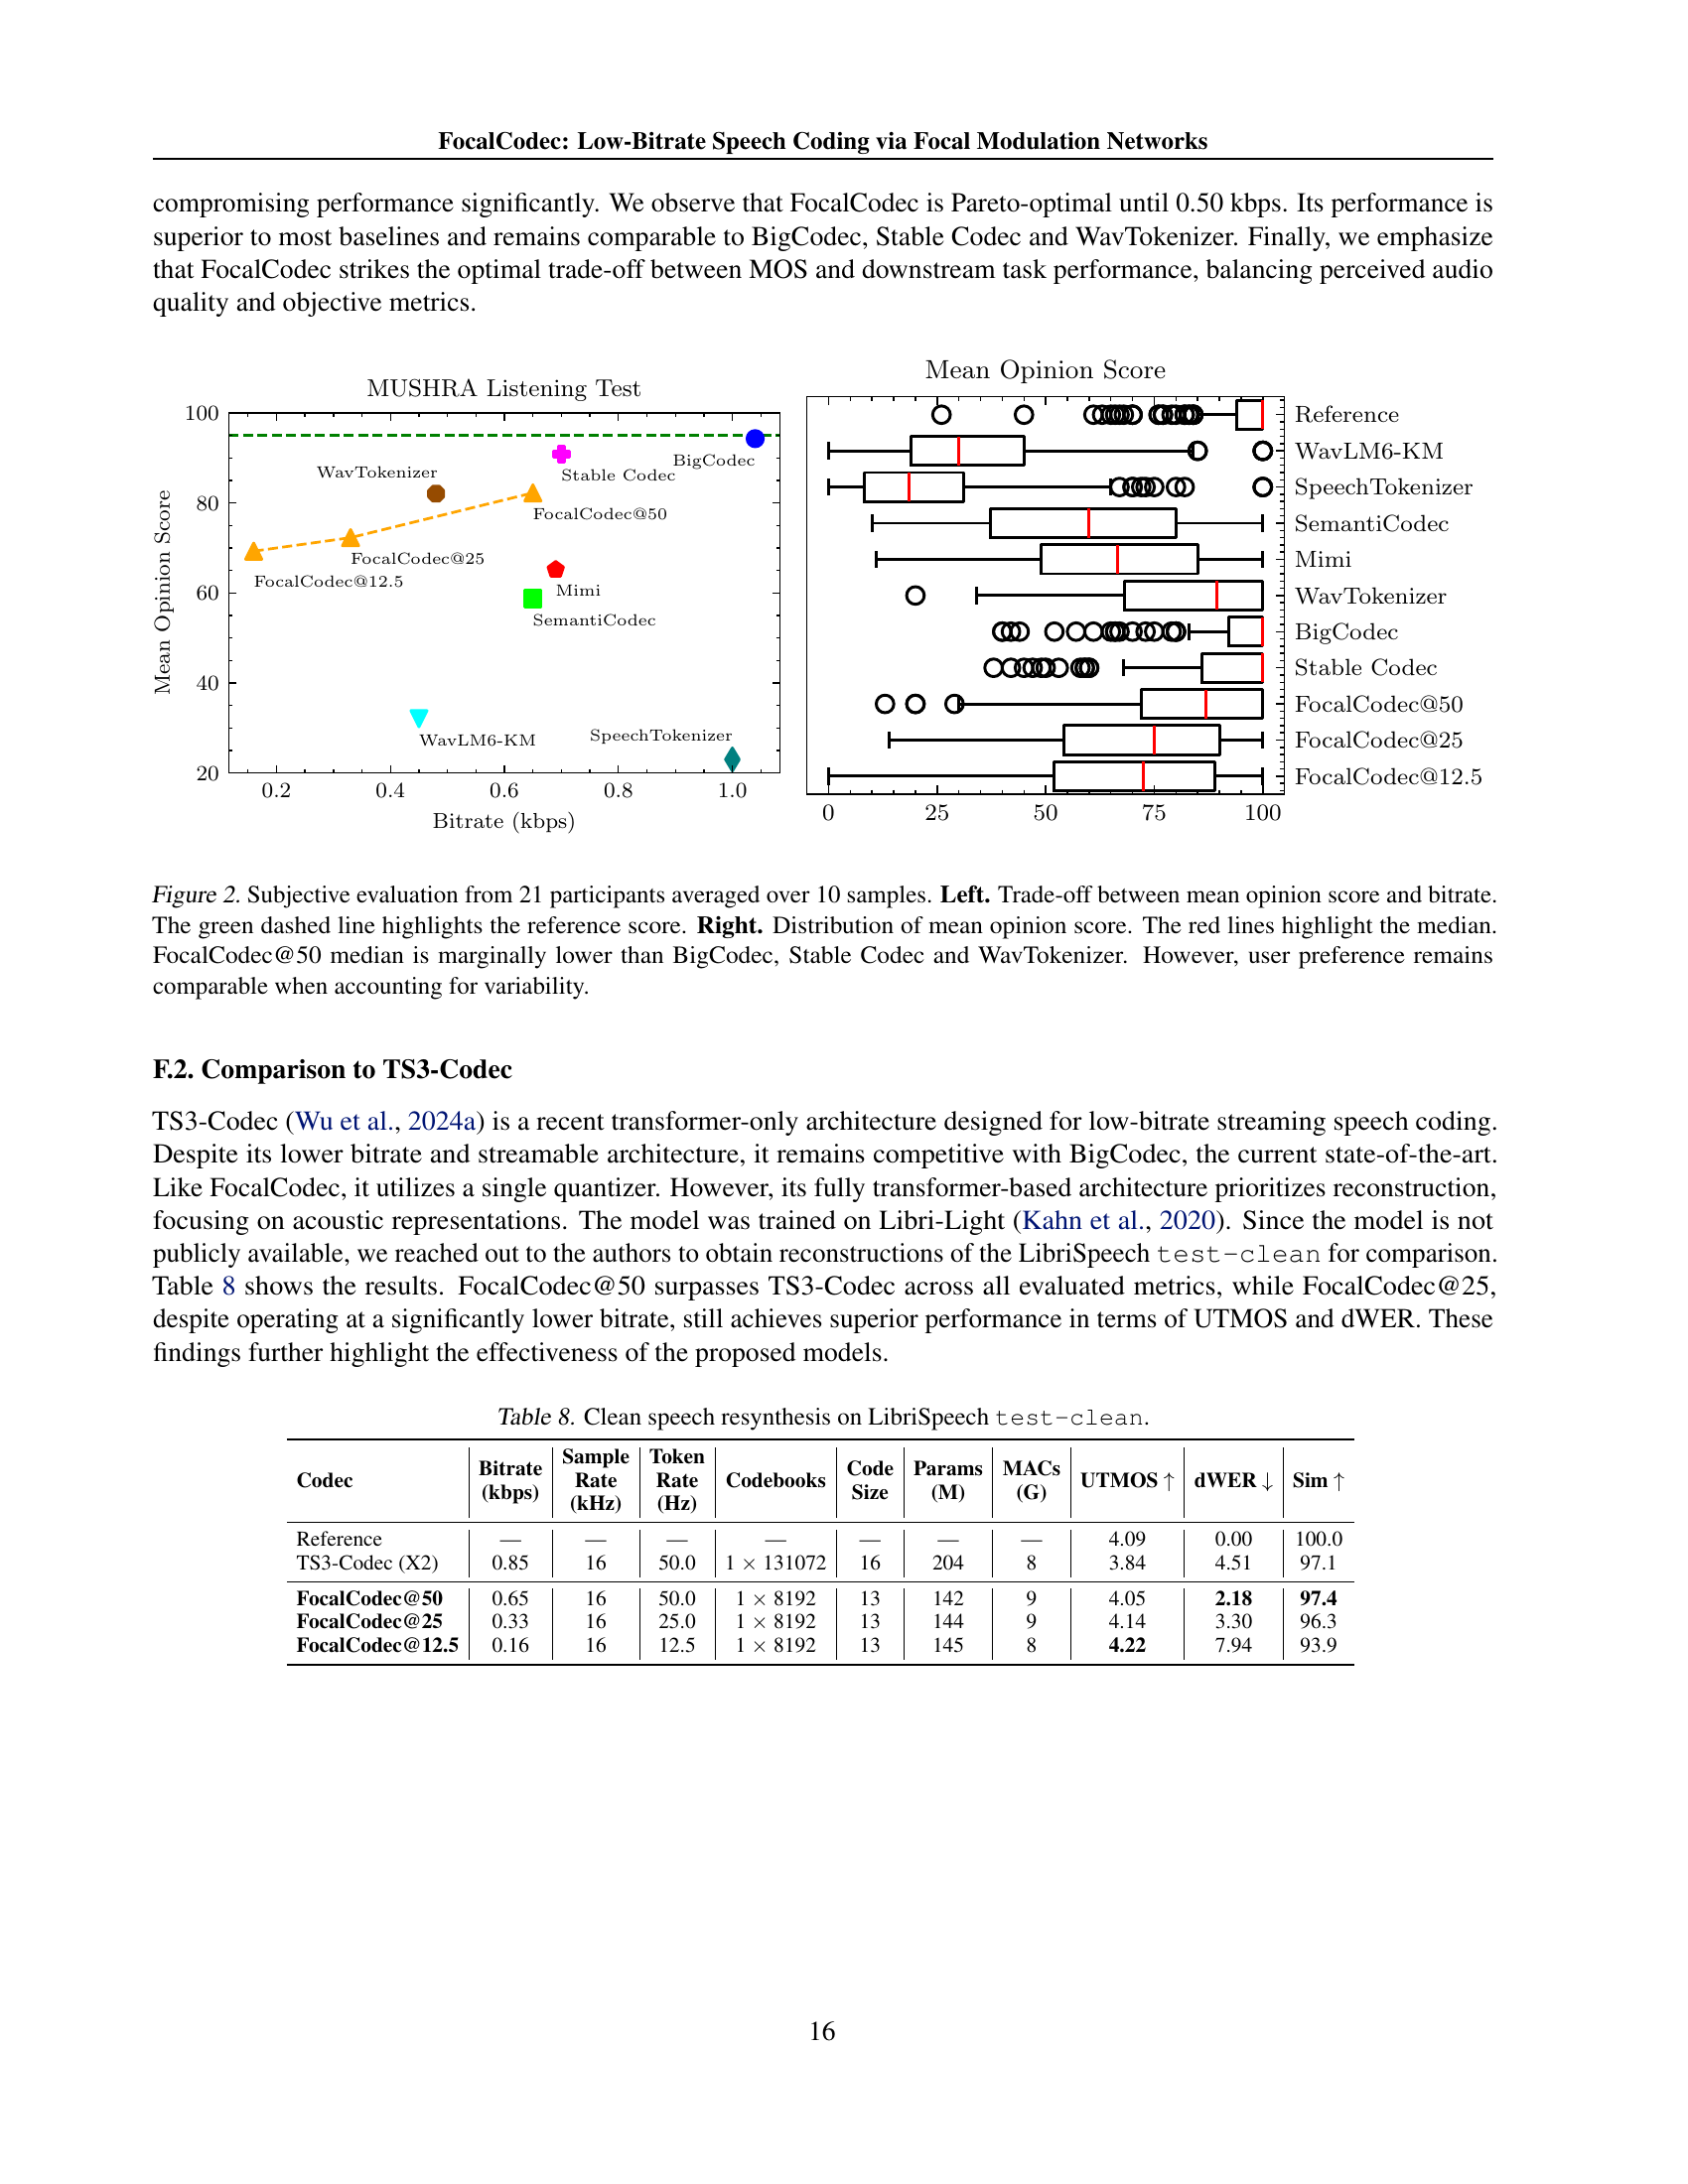 FocalCodec: Low-Bitrate Speech Coding via Focal Modulation Networks
compromising performance significantly. We observe that FocalCodec is Pareto-optimal until 0.50 kbps. Its performance is
superior to most baselines and remains comparable to BigCodec, Stable Codec and WavTokenizer. Finally, we emphasize
that FocalCodec strikes the optimal trade-off between MOS and downstream task performance, balancing perceived audio
quality and objective metrics.
MUSHRA Listening Test
Mean Opinion Score
100
80
60
40
20
0.2 0.4 0.6 0.8 1.0
Bitrate (kbps)
WavTokenizer
Stable Codec
BigCodec
FocalCodec@50
FocalCodec@25
FocalCodec@12.5
Mimi
SemantiCodec
WavLM6-KM
SpeechTokenizer
Mean Opinion Score
Reference
WavLM6-KM
SpeechTokenizer
SemantiCodec
Mimi
WavTokenizer
BigCodec
Stable Codec
FocalCodec@50
FocalCodec@25
FocalCodec@12.5
0 25 50 75 100
Figure 2. Subjective evaluation from 21 participants averaged over 10 samples. Left. Trade-off between mean opinion score and bitrate.
The green dashed line highlights the reference score. Right. Distribution of mean opinion score. The red lines highlight the median.
FocalCodec@50 median is marginally lower than BigCodec, Stable Codec and WavTokenizer. However, user preference remains
comparable when accounting for variability.
F.2. Comparison to TS3-Codec
TS3-Codec (Wu et al., 2024a) is a recent transformer-only architecture designed for low-bitrate streaming speech coding.
Despite its lower bitrate and streamable architecture, it remains competitive with BigCodec, the current state-of-the-art.
Like FocalCodec, it utilizes a single quantizer. However, its fully transformer-based architecture prioritizes reconstruction,
focusing on acoustic representations. The model was trained on Libri-Light (Kahn et al., 2020). Since the model is not
publicly available, we reached out to the authors to obtain reconstructions of the LibriSpeech test-clean for comparison.
Table 8 shows the results. FocalCodec@50 surpasses TS3-Codec across all evaluated metrics, while FocalCodec@25,
despite operating at a significantly lower bitrate, still achieves superior performance in terms of UTMOS and dWER. These
findings further highlight the effectiveness of the proposed models.
Table 8. Clean speech resynthesis on LibriSpeech test-clean.
Codec Bitrate (kbps) Sample Rate (kHz) Token Rate (Hz) Codebooks Code Size Params (M) MACs (G) UTMOS ↑ dWER ↓ Sim ↑
Reference — — — — — — — 4.09 0.00 100.0
TS3-Codec (X2) 0.85 16 50.0 1 × 131072 16 204 8 3.84 4.51 97.1
FocalCodec@50 0.65 16 50.0 1 × 8192 13 142 9 4.05 2.18 97.4
FocalCodec@25 0.33 16 25.0 1 × 8192 13 144 9 4.14 3.30 96.3
FocalCodec@12.5 0.16 16 12.5 1 × 8192 13 145 8 4.22 7.94 93.9
16